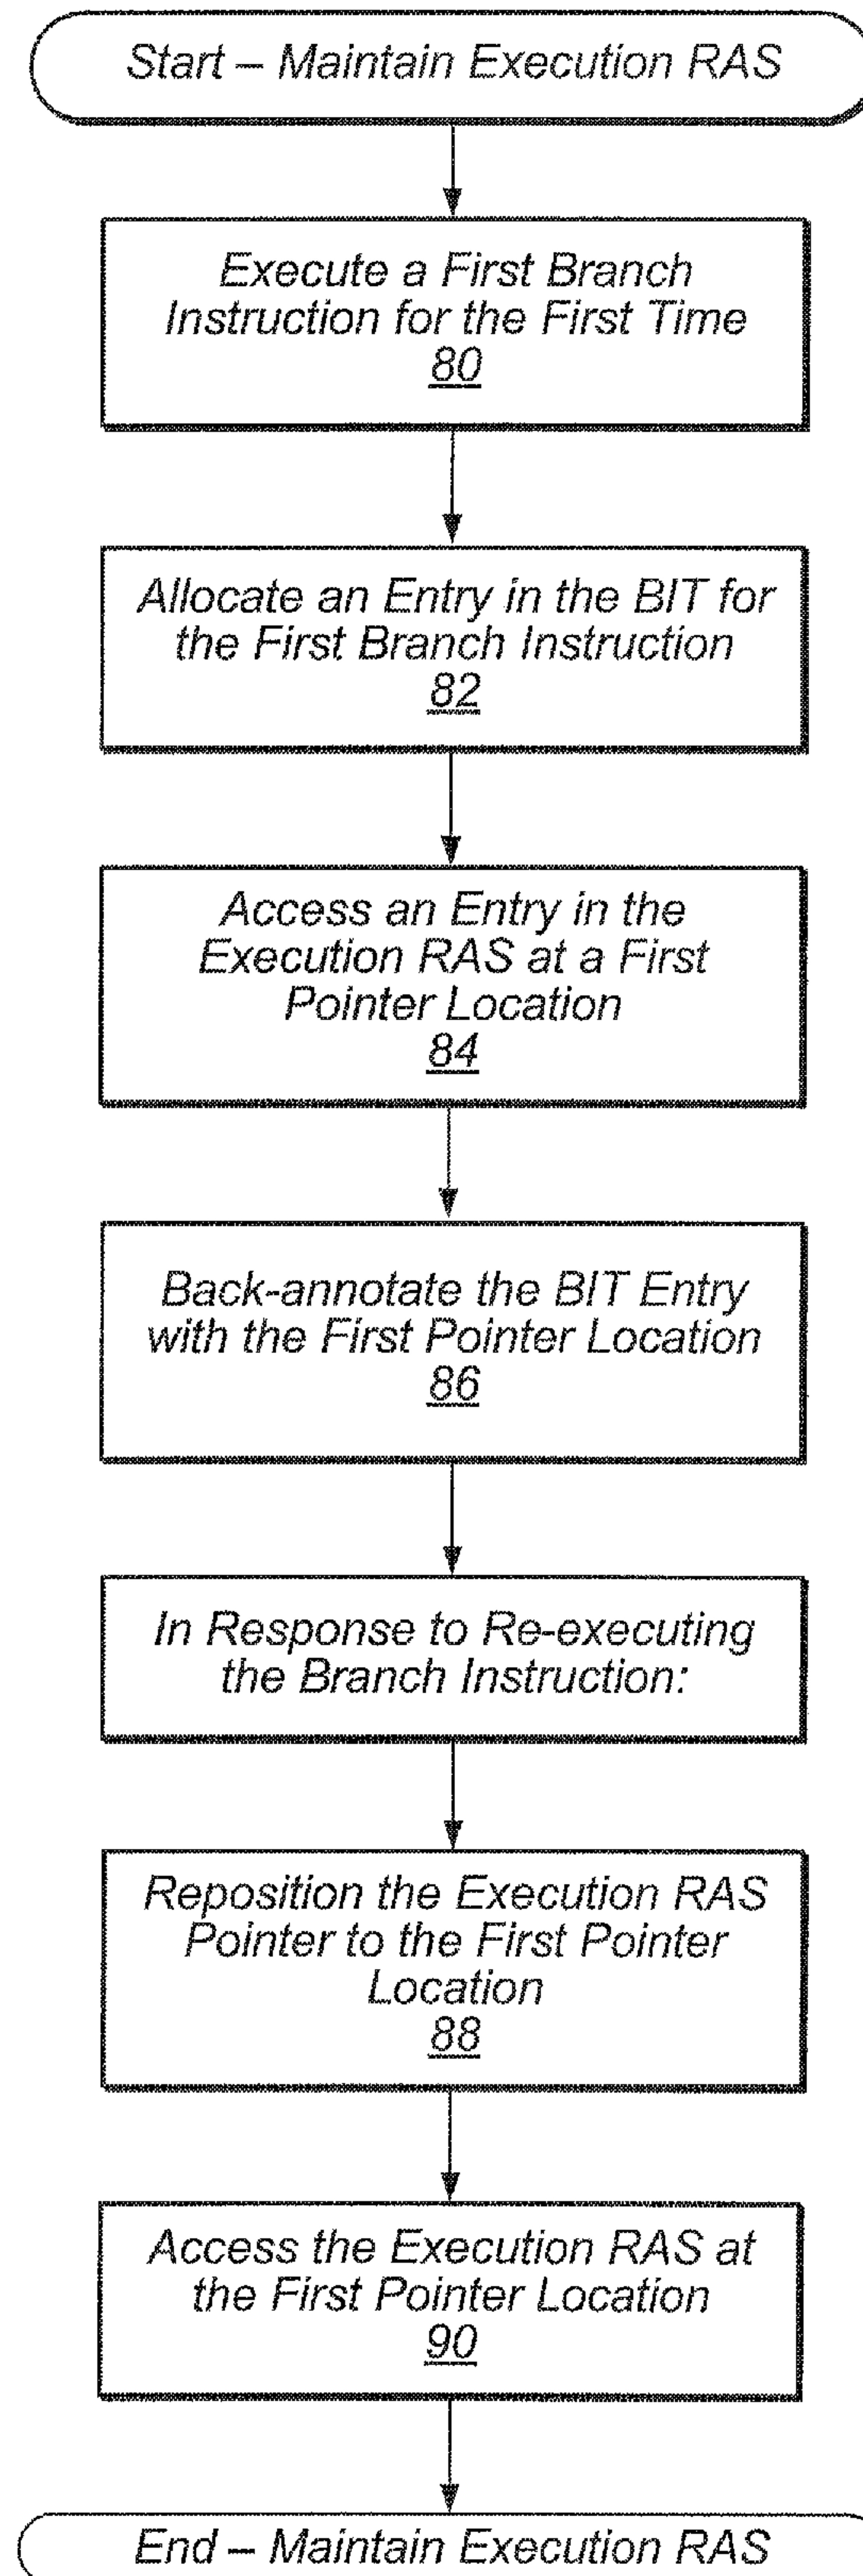 Start – Maintain Execution RAS
Execute a First Branch
Instruction for the First Time
80
Allocate an Entry in the BIT for
the First Branch Instruction
82
Access an Entry in the
Execution RAS at a First
Pointer Location
84
Back-annotate the BIT Entry
with the First Pointer Location
86
In Response to Re-executing
the Branch Instruction:
Reposition the Execution RAS
Pointer to the First Pointer
Location
88
Access the Execution RAS at
the First Pointer Location
90
End – Maintain Execution RAS